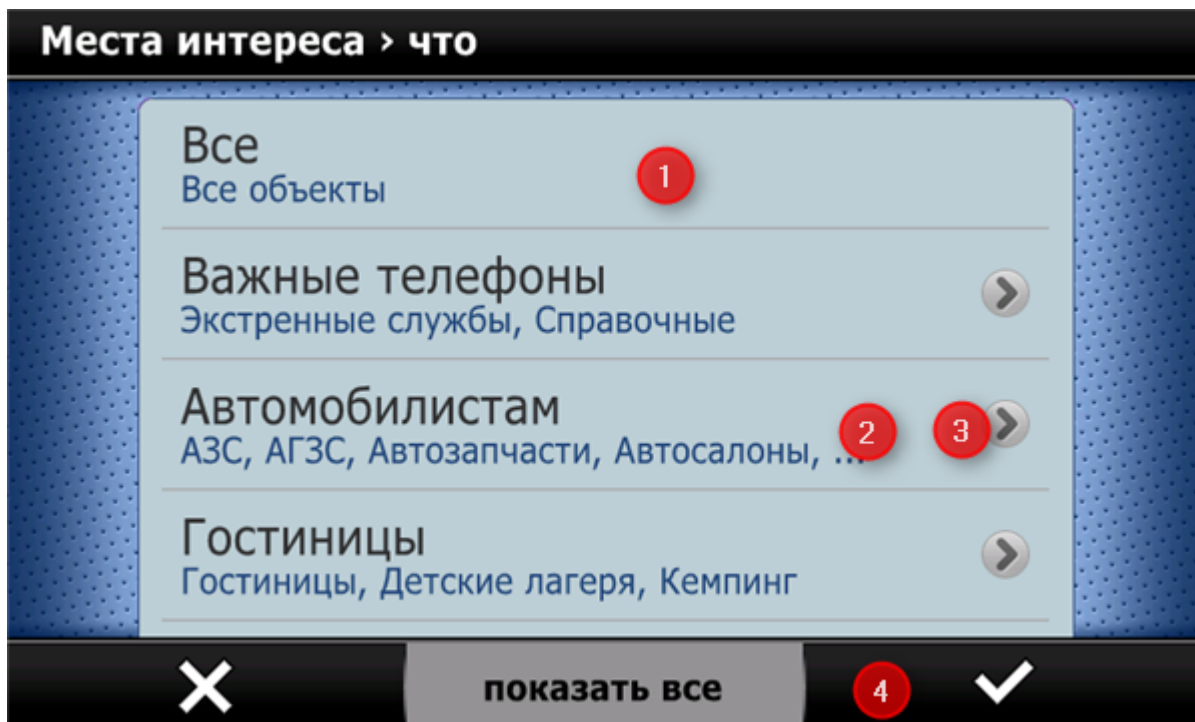 Места интереса › что
Все
1
Все объекты
Важные телефоны
Экстренные службы, Справочные
Автомобилистам
2
3
АЗС, АГЗС, Автозапчасти, Автосалоны, ...
Гостиницы
Гостиницы, Детские лагеря, Кемпинг
показать все
4